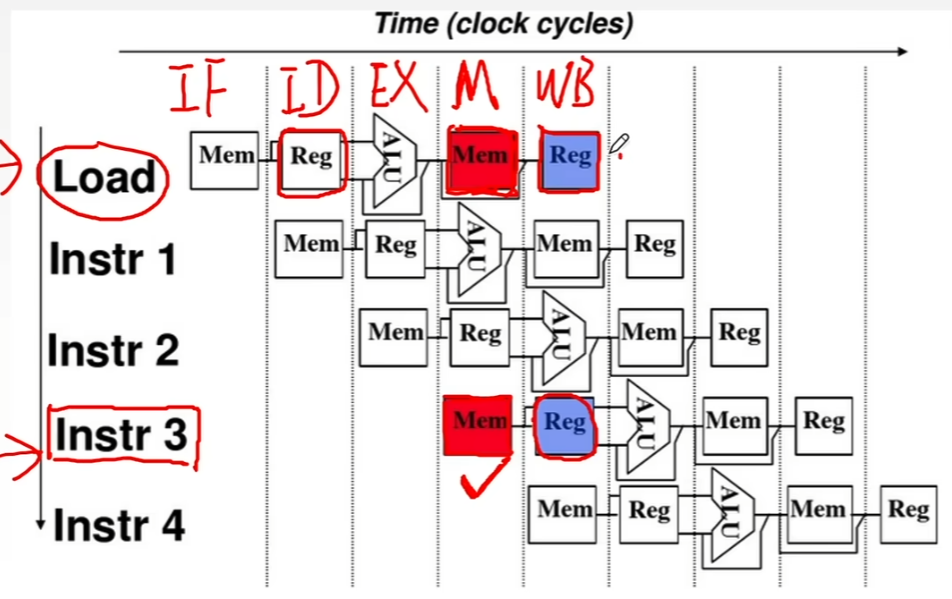 Time (clock cycles)
IF ID EX M WB
Load Mem Reg ALU Mem Reg
Instr 1 Mem Reg ALU Mem Reg
Instr 2 Mem Reg ALU Mem Reg
Instr 3 Mem Reg ALU Mem Reg
Instr 4 Mem Reg ALU Mem Reg